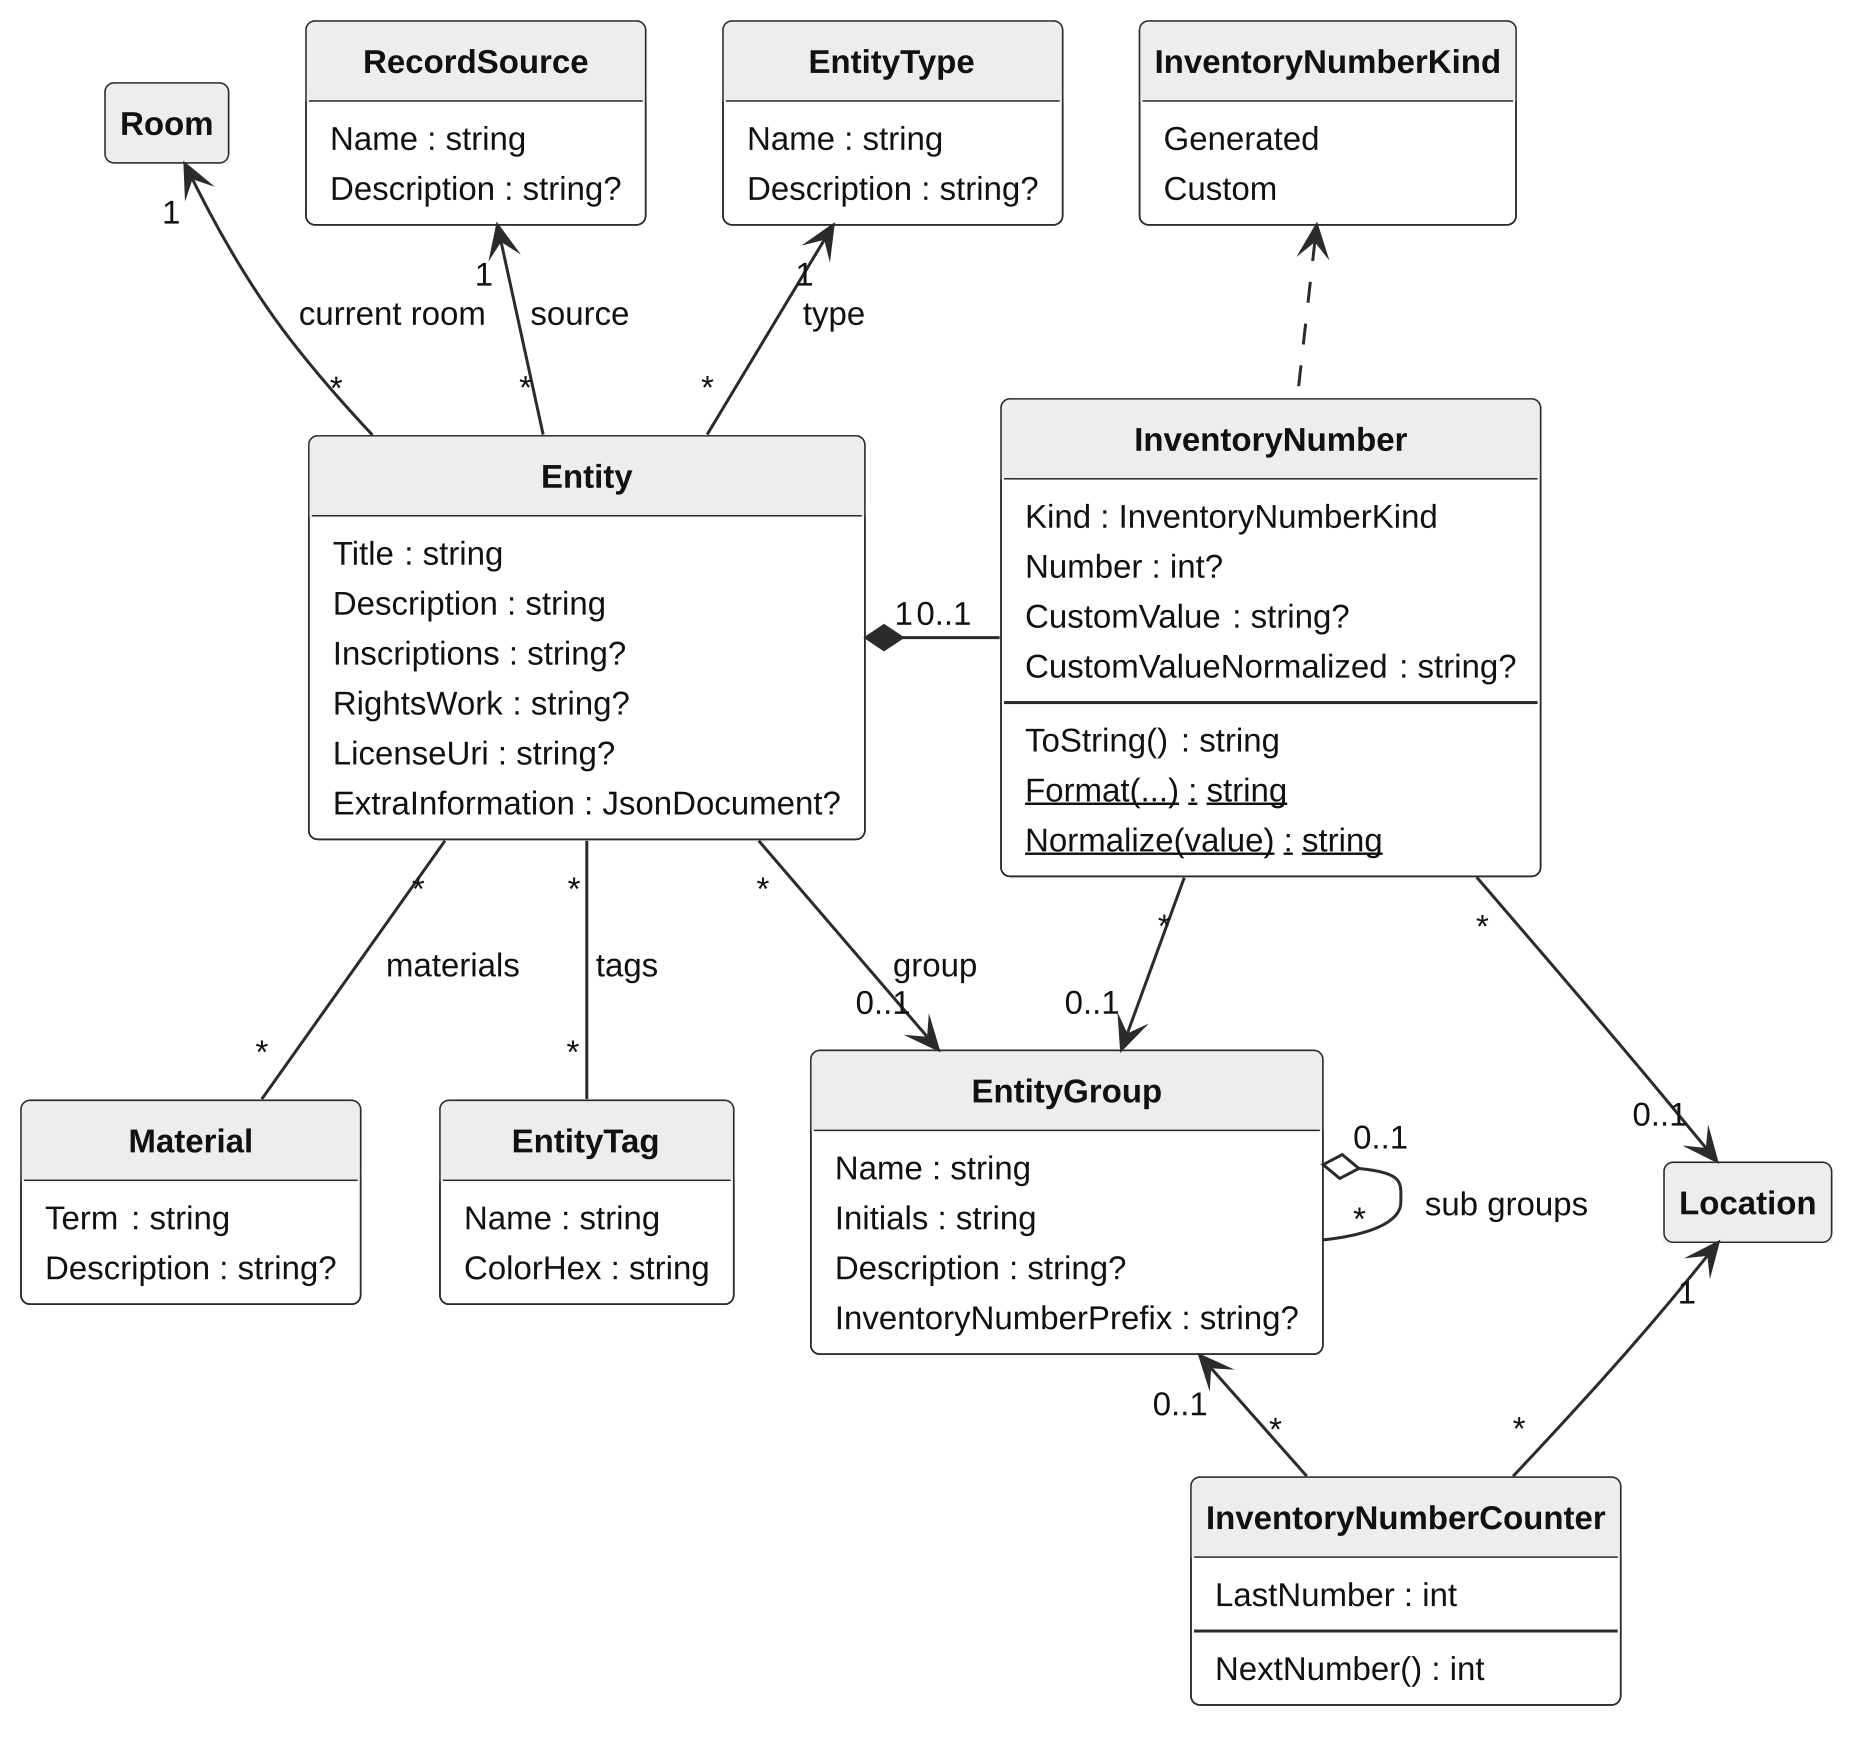 RecordSource
Name : string
Description : string?
EntityType
Name : string
Description : string?
InventoryNumberKind
Generated
Custom
Room
1
1
1
current room
source
type
*
*
*
Entity
Title : string
Description : string
Inscriptions : string?
RightsWork : string?
LicenseUri : string?
ExtraInformation : JsonDocument?
1
0..1
InventoryNumber
Kind : InventoryNumberKind
Number : int?
CustomValue : string?
CustomValueNormalized : string?
ToString() : string
Format(...) : string
Normalize(value) : string
*
*
*
*
*
materials
tags
group
0..1
0..1
*
*
0..1
Material
Term : string
Description : string?
EntityTag
Name : string
ColorHex : string
EntityGroup
Name : string
Initials : string
Description : string?
InventoryNumberPrefix : string?
0..1
*
sub groups
Location
1
0..1
*
*
InventoryNumberCounter
LastNumber : int
NextNumber() : int